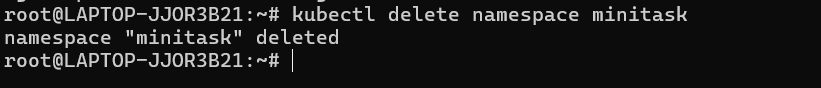 root@LAPTOP-JJOR3B21:~# kubectl delete namespace minitask
namespace "minitask" deleted
root@LAPTOP-JJOR3B21:~#